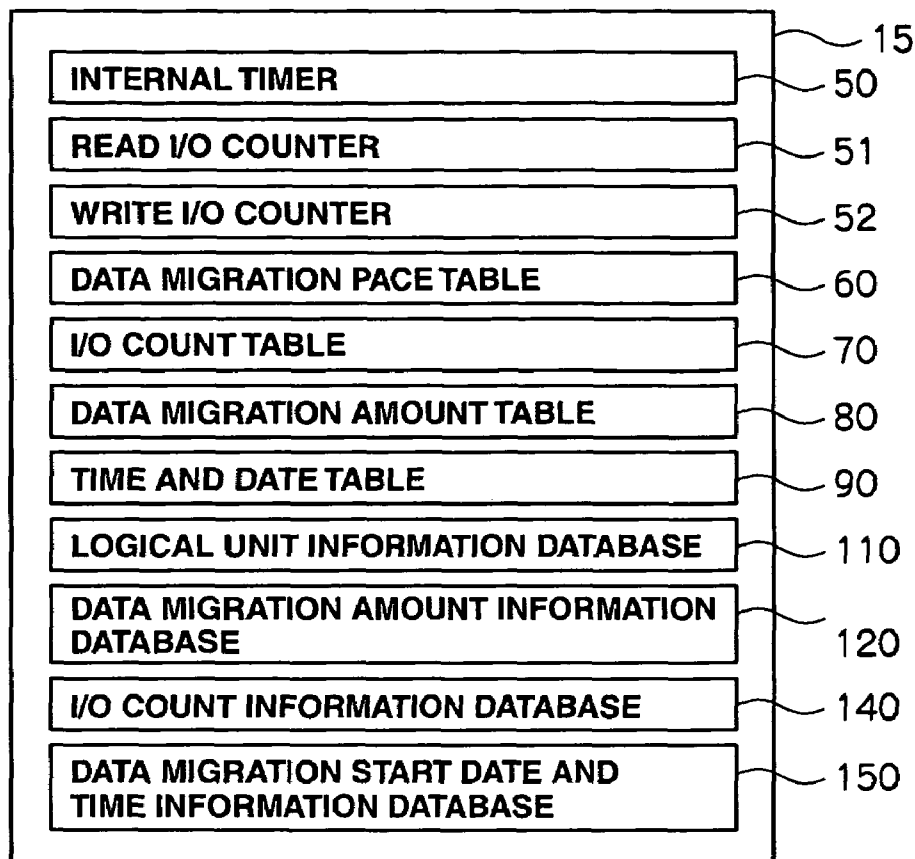 15
INTERNAL TIMER 50
READ I/O COUNTER 51
WRITE I/O COUNTER 52
DATA MIGRATION PACE TABLE 60
I/O COUNT TABLE 70
DATA MIGRATION AMOUNT TABLE 80
TIME AND DATE TABLE 90
LOGICAL UNIT INFORMATION DATABASE 110
DATA MIGRATION AMOUNT INFORMATION
DATABASE 120
I/O COUNT INFORMATION DATABASE 140
DATA MIGRATION START DATE AND
TIME INFORMATION DATABASE 150